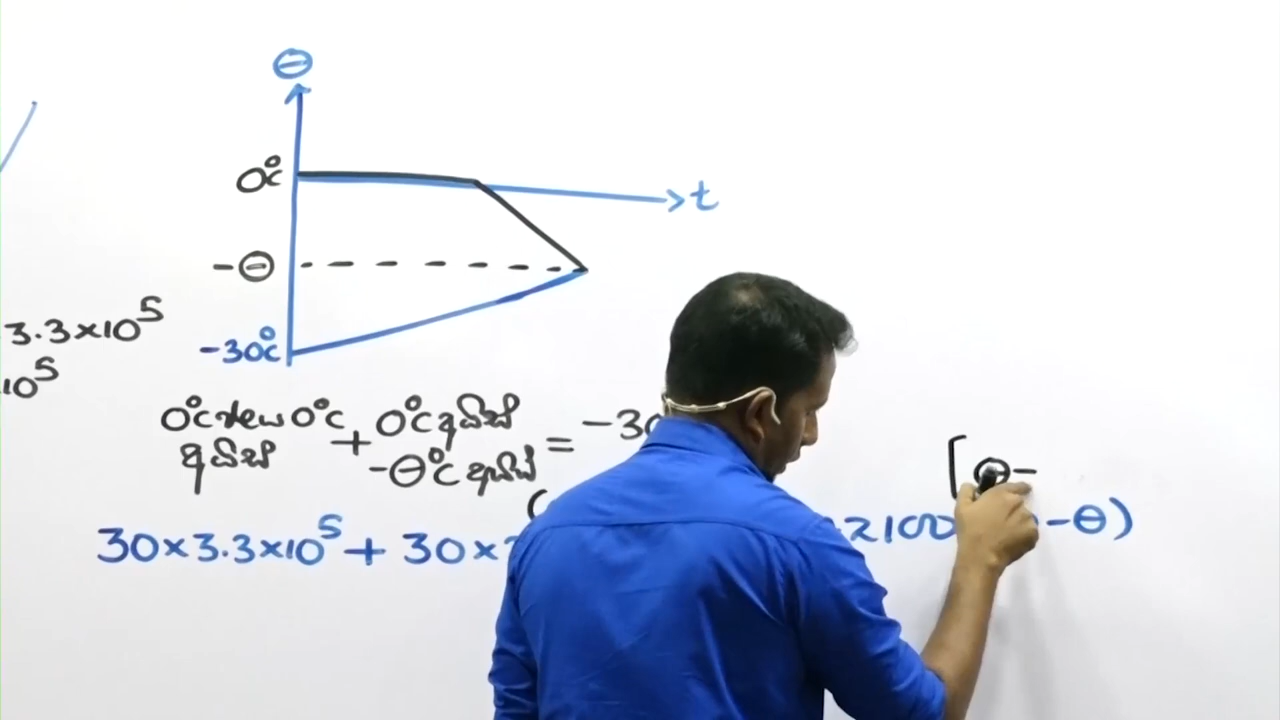 θ
0°c
t
-θ
-30°c
3.3×10⁵
10⁵
0°c ජලය 0°c + 0°c අයිස් = -30
අයිස් -θ°c අයිස්
(
[θ-
30×3.3×10⁵ + 30× 2100 -θ)